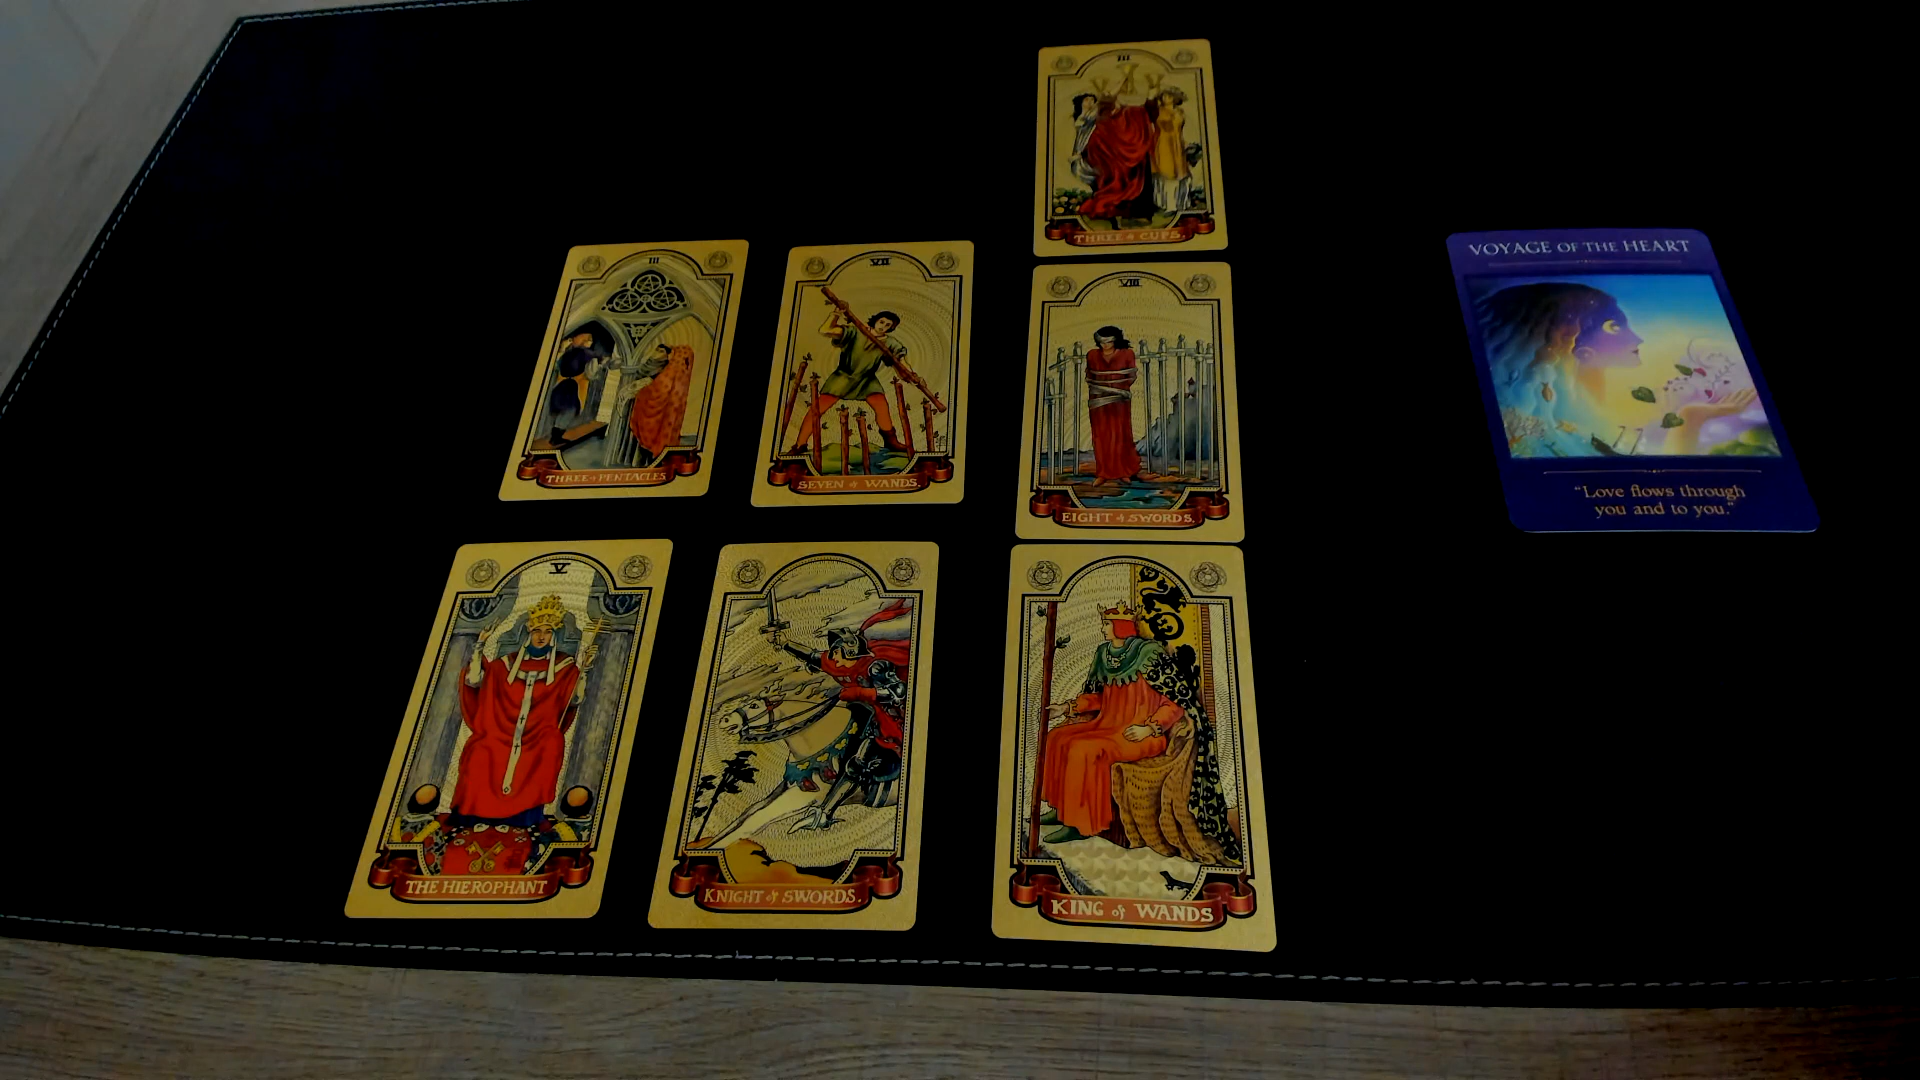 III
THREE of CUPS.
III
THREE of PENTACLES
VII
SEVEN of WANDS.
VIII
EIGHT of SWORDS.
VOYAGE OF THE HEART
"Love flows through
you and to you."
V
THE HIEROPHANT
KNIGHT of SWORDS.
KING of WANDS